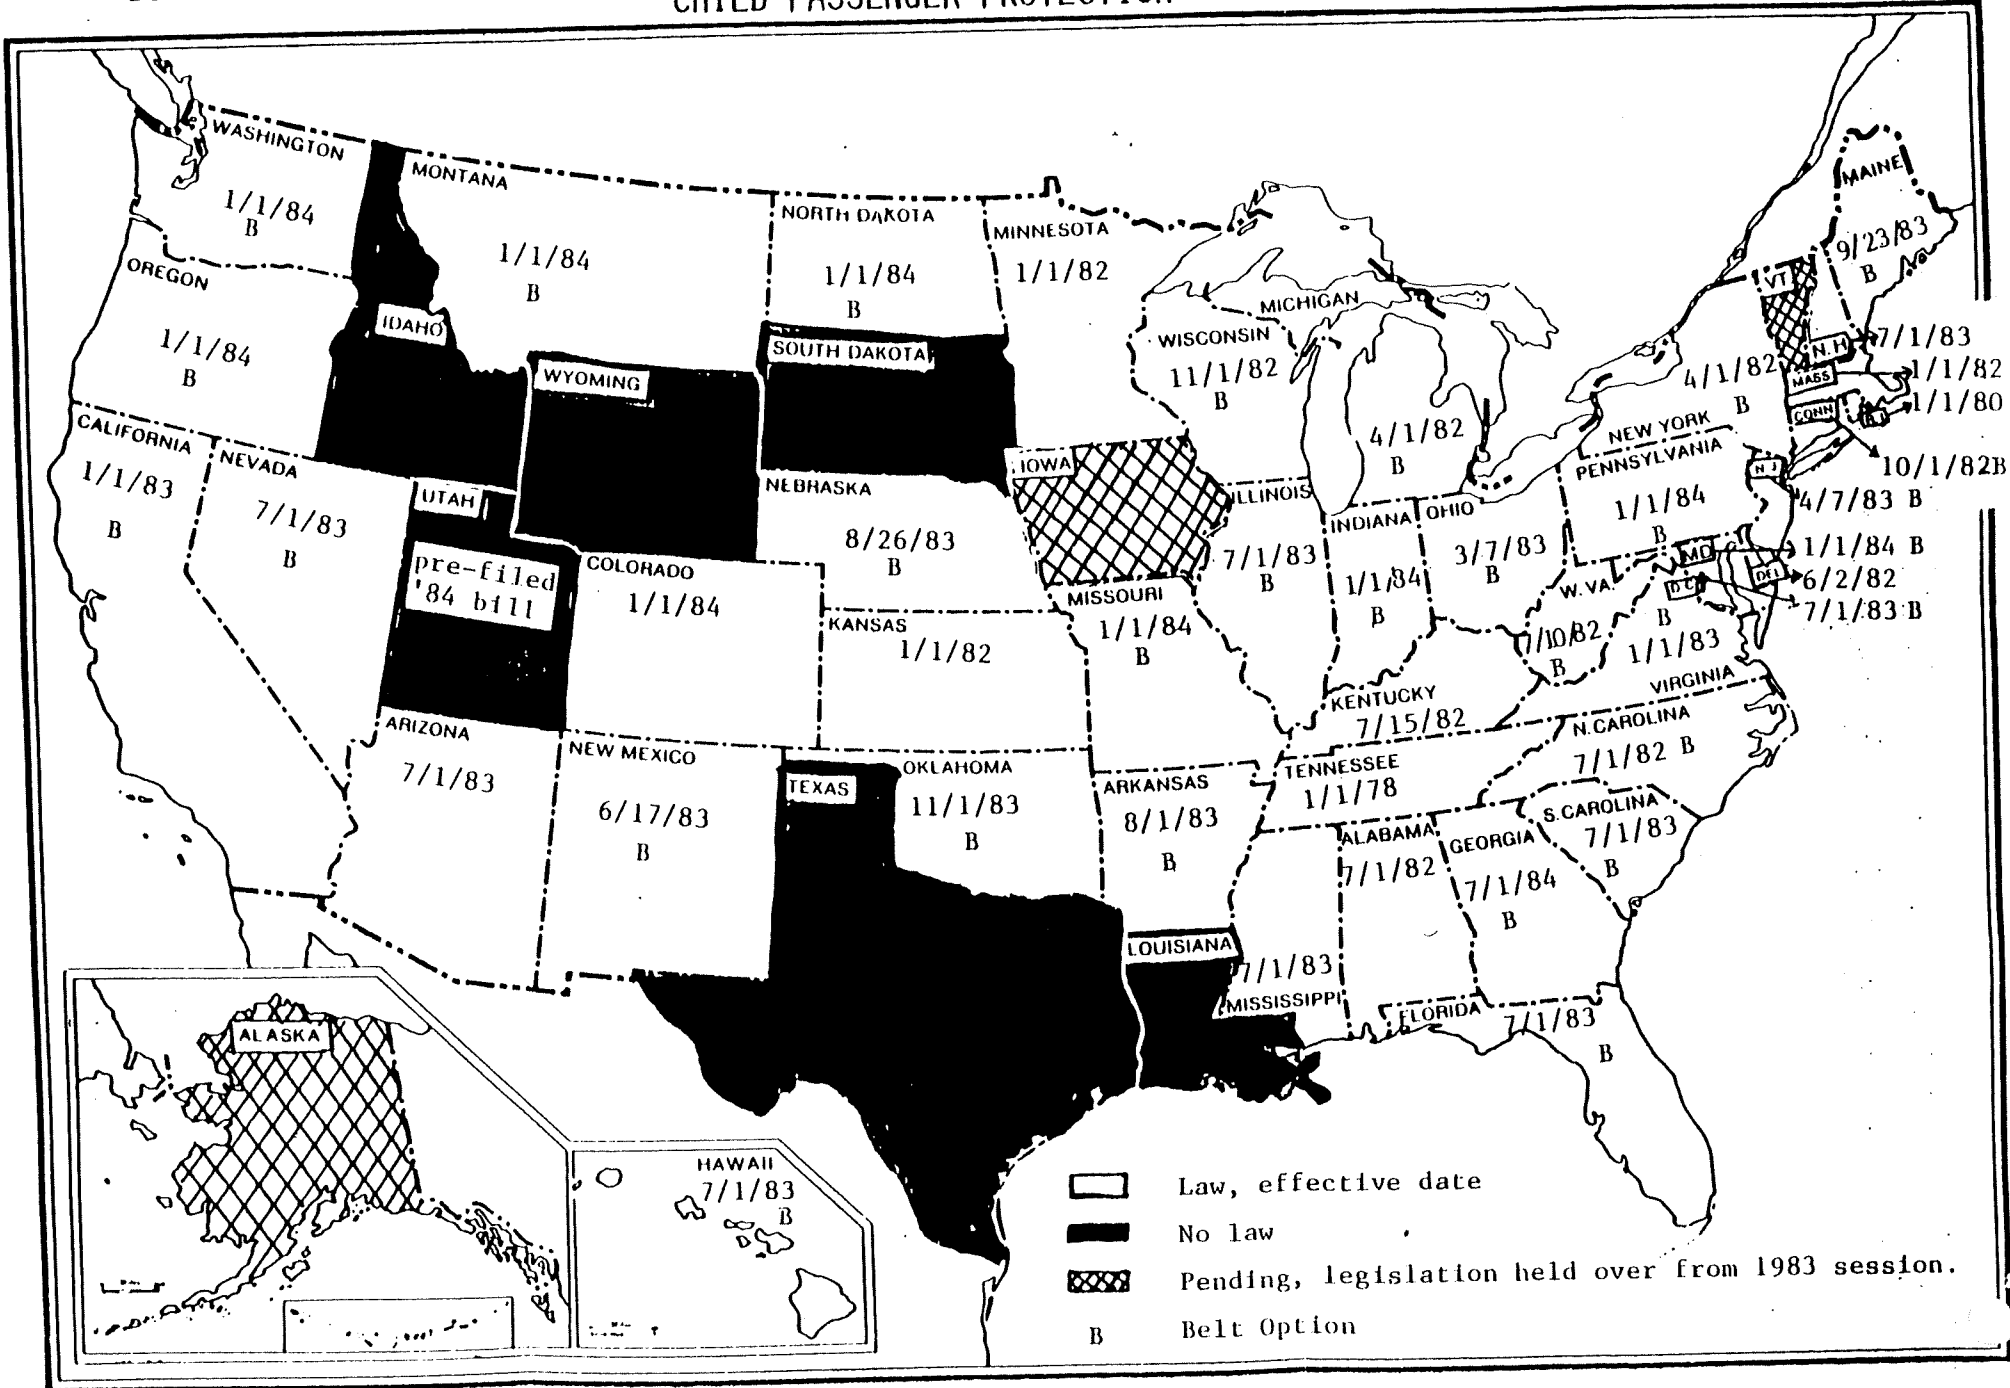 CHILD PASSENGER PROTECTION
WASHINGTON
1/1/84
B
MONTANA
1/1/84
B
NORTH DAKOTA
1/1/84
B
MINNESOTA
1/1/82
OREGON
1/1/84
B
IDAHO
WYOMING
SOUTH DAKOTA
WISCONSIN
11/1/82
B
MICHIGAN
4/1/82
B
MAINE
9/23/83
B
VT.
N.H
7/1/83
MASS
1/1/82
R.I
1/1/80
CONN
10/1/82B
NEW YORK
4/1/82
B
CALIFORNIA
1/1/83
B
NEVADA
7/1/83
B
UTAH
pre-filed
'84 bill
COLORADO
1/1/84
NEBRASKA
8/26/83
B
IOWA
ILLINOIS
7/1/83
B
INDIANA
1/1/84
B
OHIO
3/7/83
B
PENNSYLVANIA
1/1/84
B
N J
4/7/83 B
MD
1/1/84 B
DEL
6/2/82
D C
7/1/83 B
W. VA.
7/10/82
B
B
1/1/83
VIRGINIA
KANSAS
1/1/82
MISSOURI
1/1/84
B
KENTUCKY
7/15/82
ARIZONA
7/1/83
NEW MEXICO
6/17/83
B
TEXAS
OKLAHOMA
11/1/83
B
ARKANSAS
8/1/83
B
TENNESSEE
1/1/78
N. CAROLINA
7/1/82 B
S. CAROLINA
7/1/83
B
ALABAMA
7/1/82
GEORGIA
7/1/84
B
LOUISIANA
7/1/83
MISSISSIPPI
FLORIDA
7/1/83
B
ALASKA
HAWAII
7/1/83
B
Law, effective date
No law
Pending, legislation held over from 1983 session.
B Belt Option